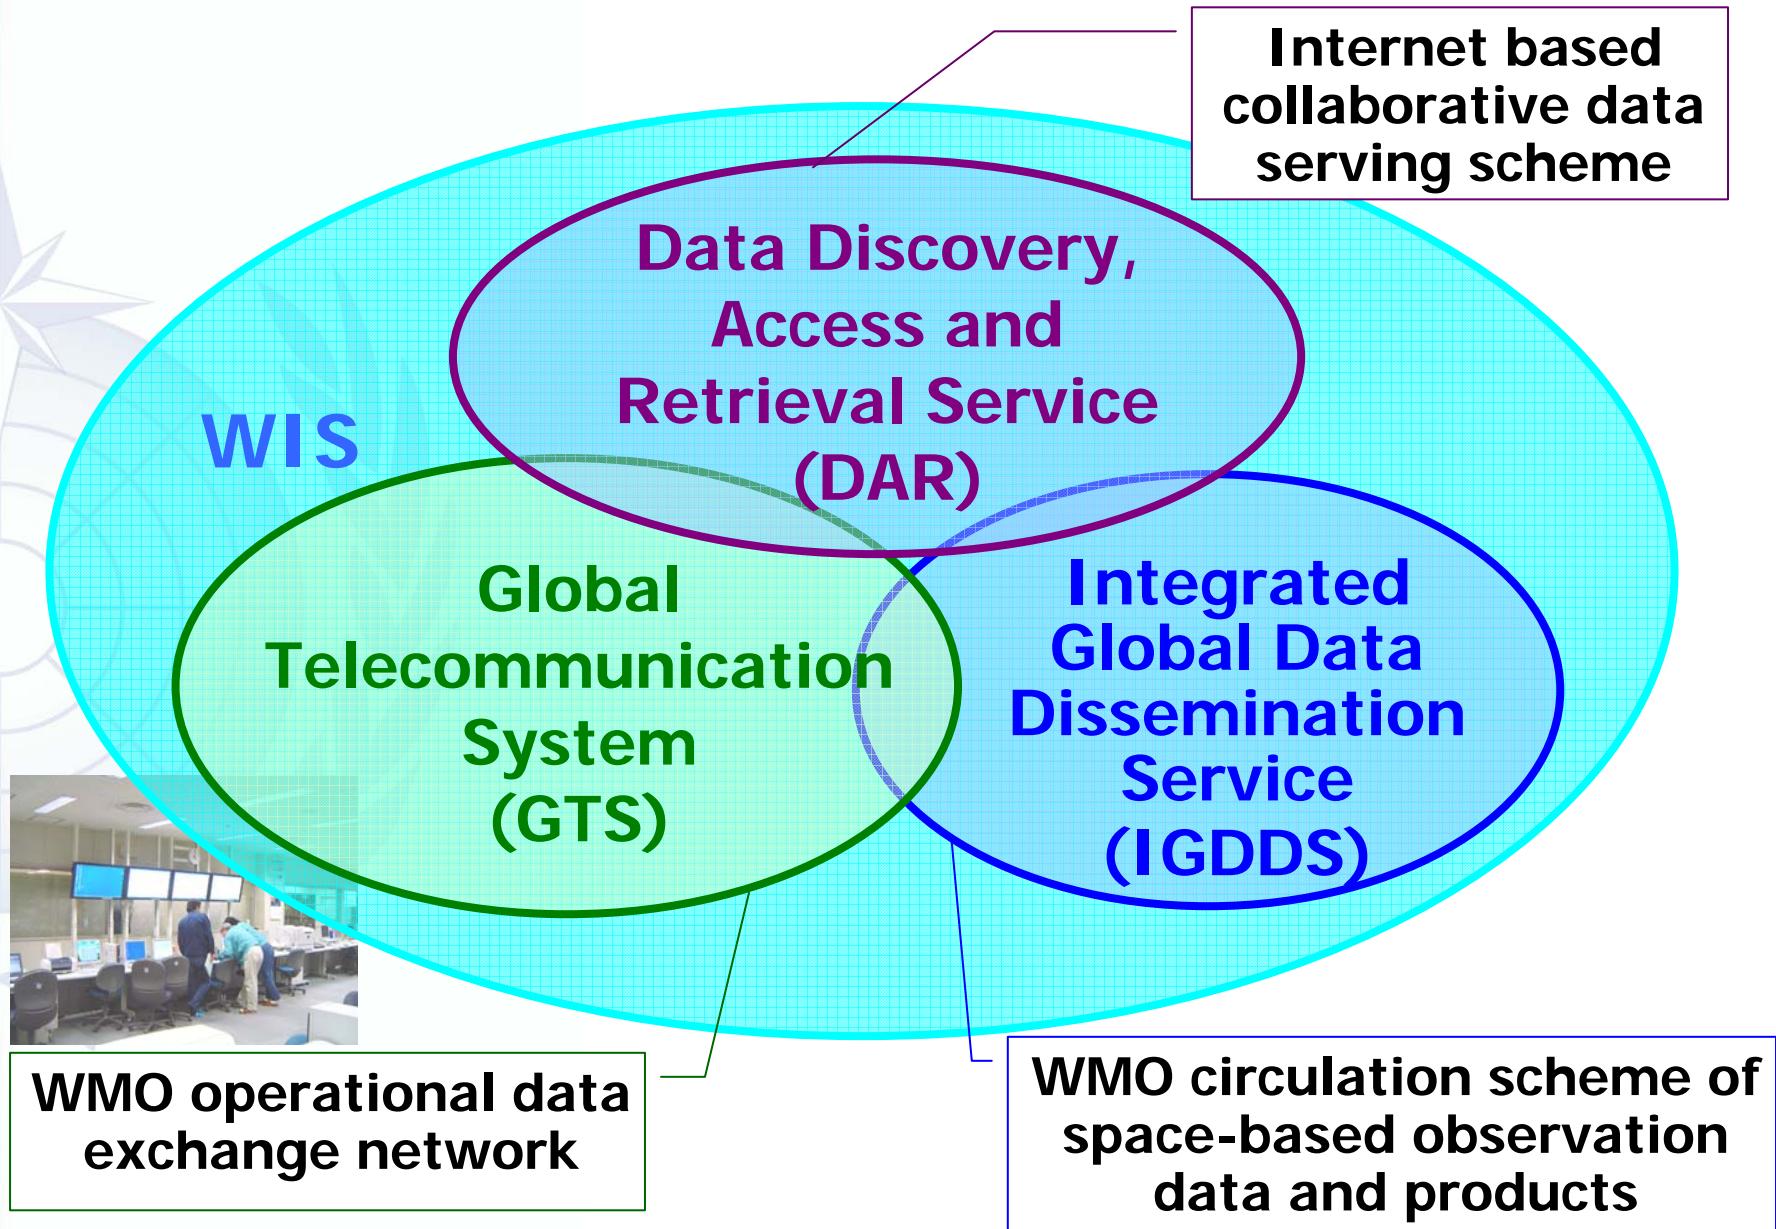 Internet based
collaborative data
serving scheme
Data Discovery,
Access and
Retrieval Service
(DAR)
WIS
Global
Telecommunication
System
(GTS)
Integrated
Global Data
Dissemination
Service
(IGDDS)
WMO operational data
exchange network
WMO circulation scheme of
space-based observation
data and products